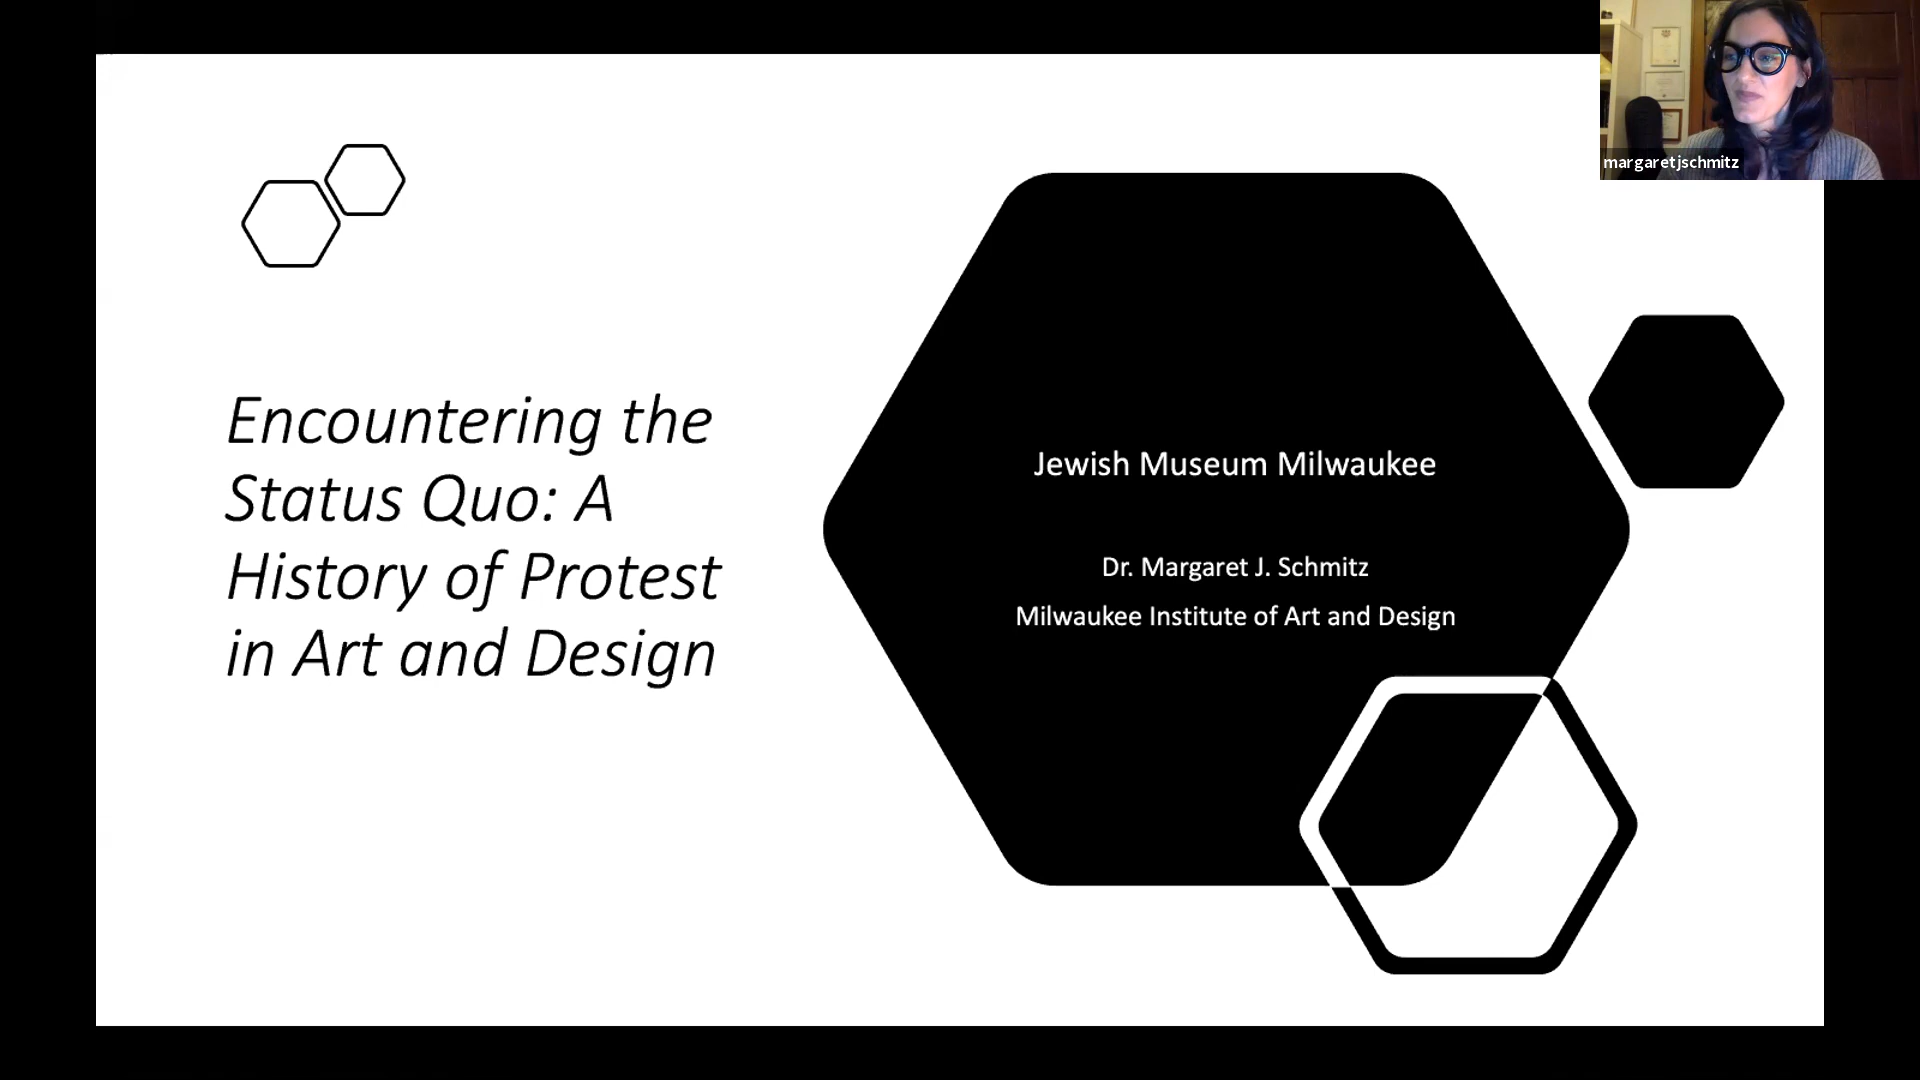 Encountering the
Status Quo: A
History of Protest
in Art and Design
Jewish Museum Milwaukee
Dr. Margaret J. Schmitz
Milwaukee Institute of Art and Design
margaretjschmitz